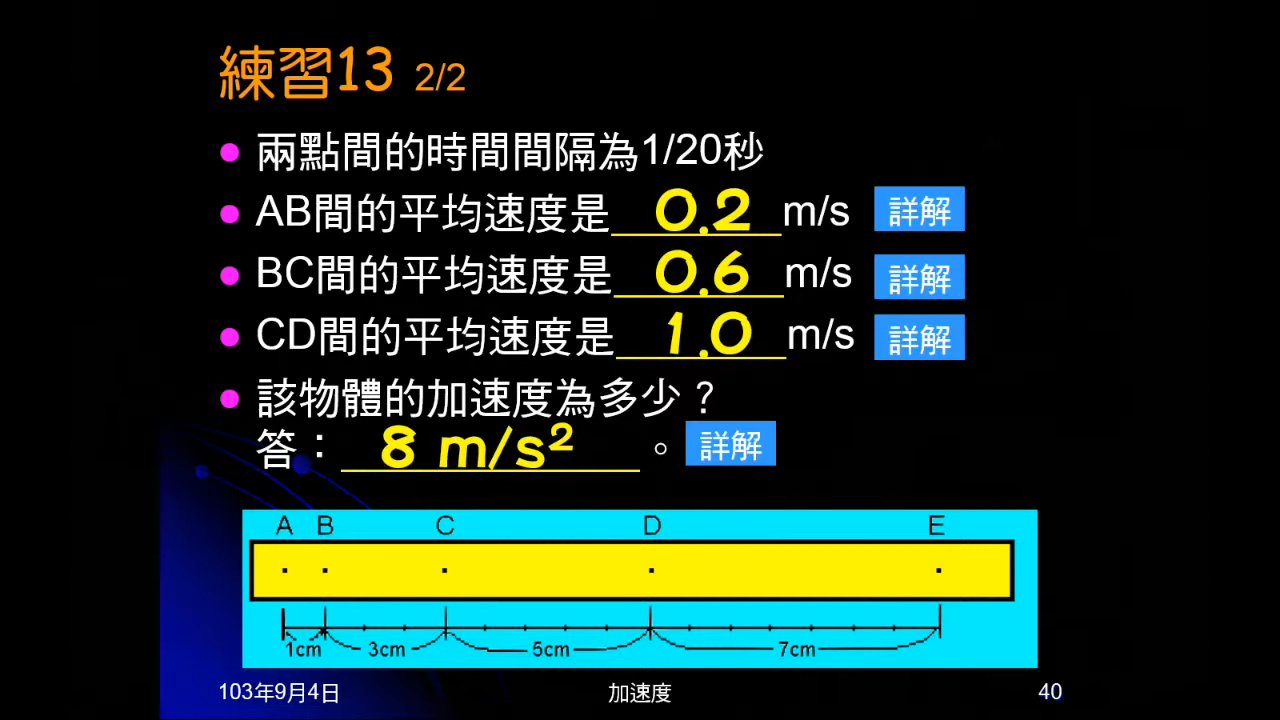 練習13 2/2
兩點間的時間間隔為1/20秒
AB間的平均速度是 0.2 m/s 詳解
BC間的平均速度是 0.6 m/s 詳解
CD間的平均速度是 1.0 m/s 詳解
該物體的加速度為多少？
答： 8 m/s² 。 詳解
A B C D E
1cm 3cm 5cm 7cm
103年9月4日 加速度 40